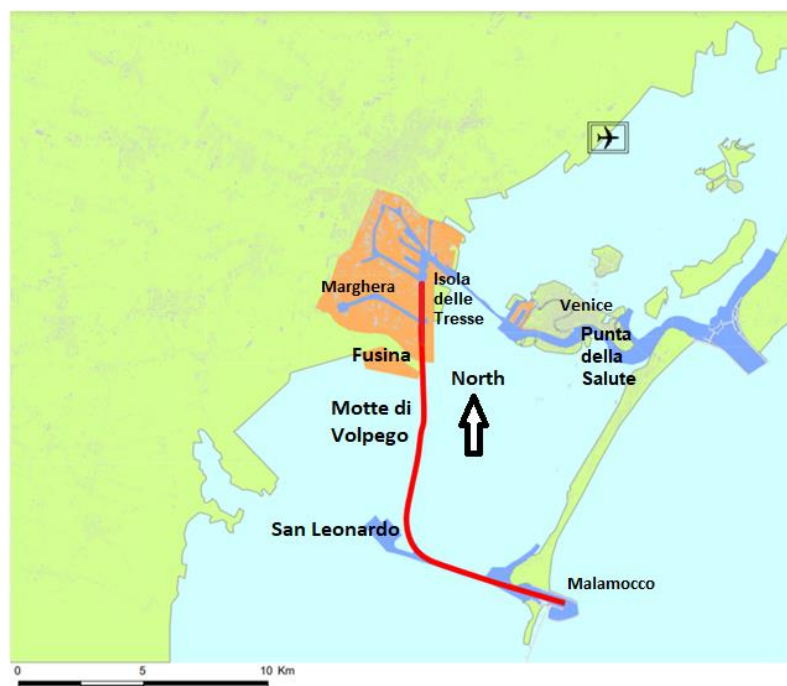 Marghera
Isola
delle
Tresse
Venice
Punta
della
Salute
Fusina
North
Motte di
Volpego
San Leonardo
Malamocco
0 5 10 Km